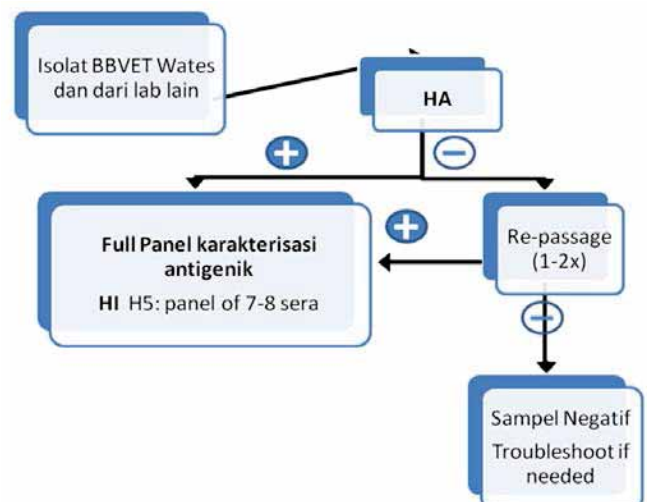 Isolat BBVET Wates
dan dari lab lain
HA
+
−
Full Panel karakterisasi
antigenik
HI H5: panel of 7-8 sera
+
Re-passage
(1-2x)
−
Sampel Negatif
Troubleshoot if
needed